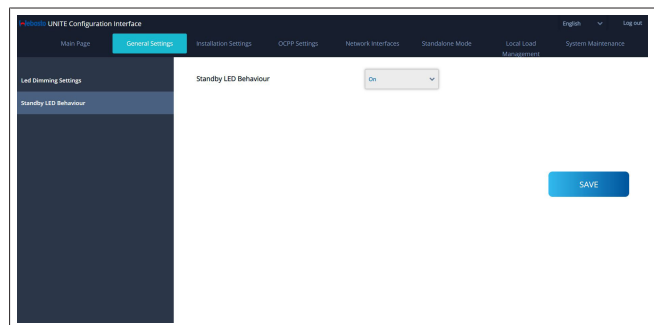 webasto UNITE Configuration Interface
English
Log out
Main Page
General Settings
Installation Settings
OCPP Settings
Network Interfaces
Standalone Mode
Local Load
Management
System Maintenance
Led Dimming Settings
Standby LED Behaviour
Standby LED Behaviour
On
SAVE